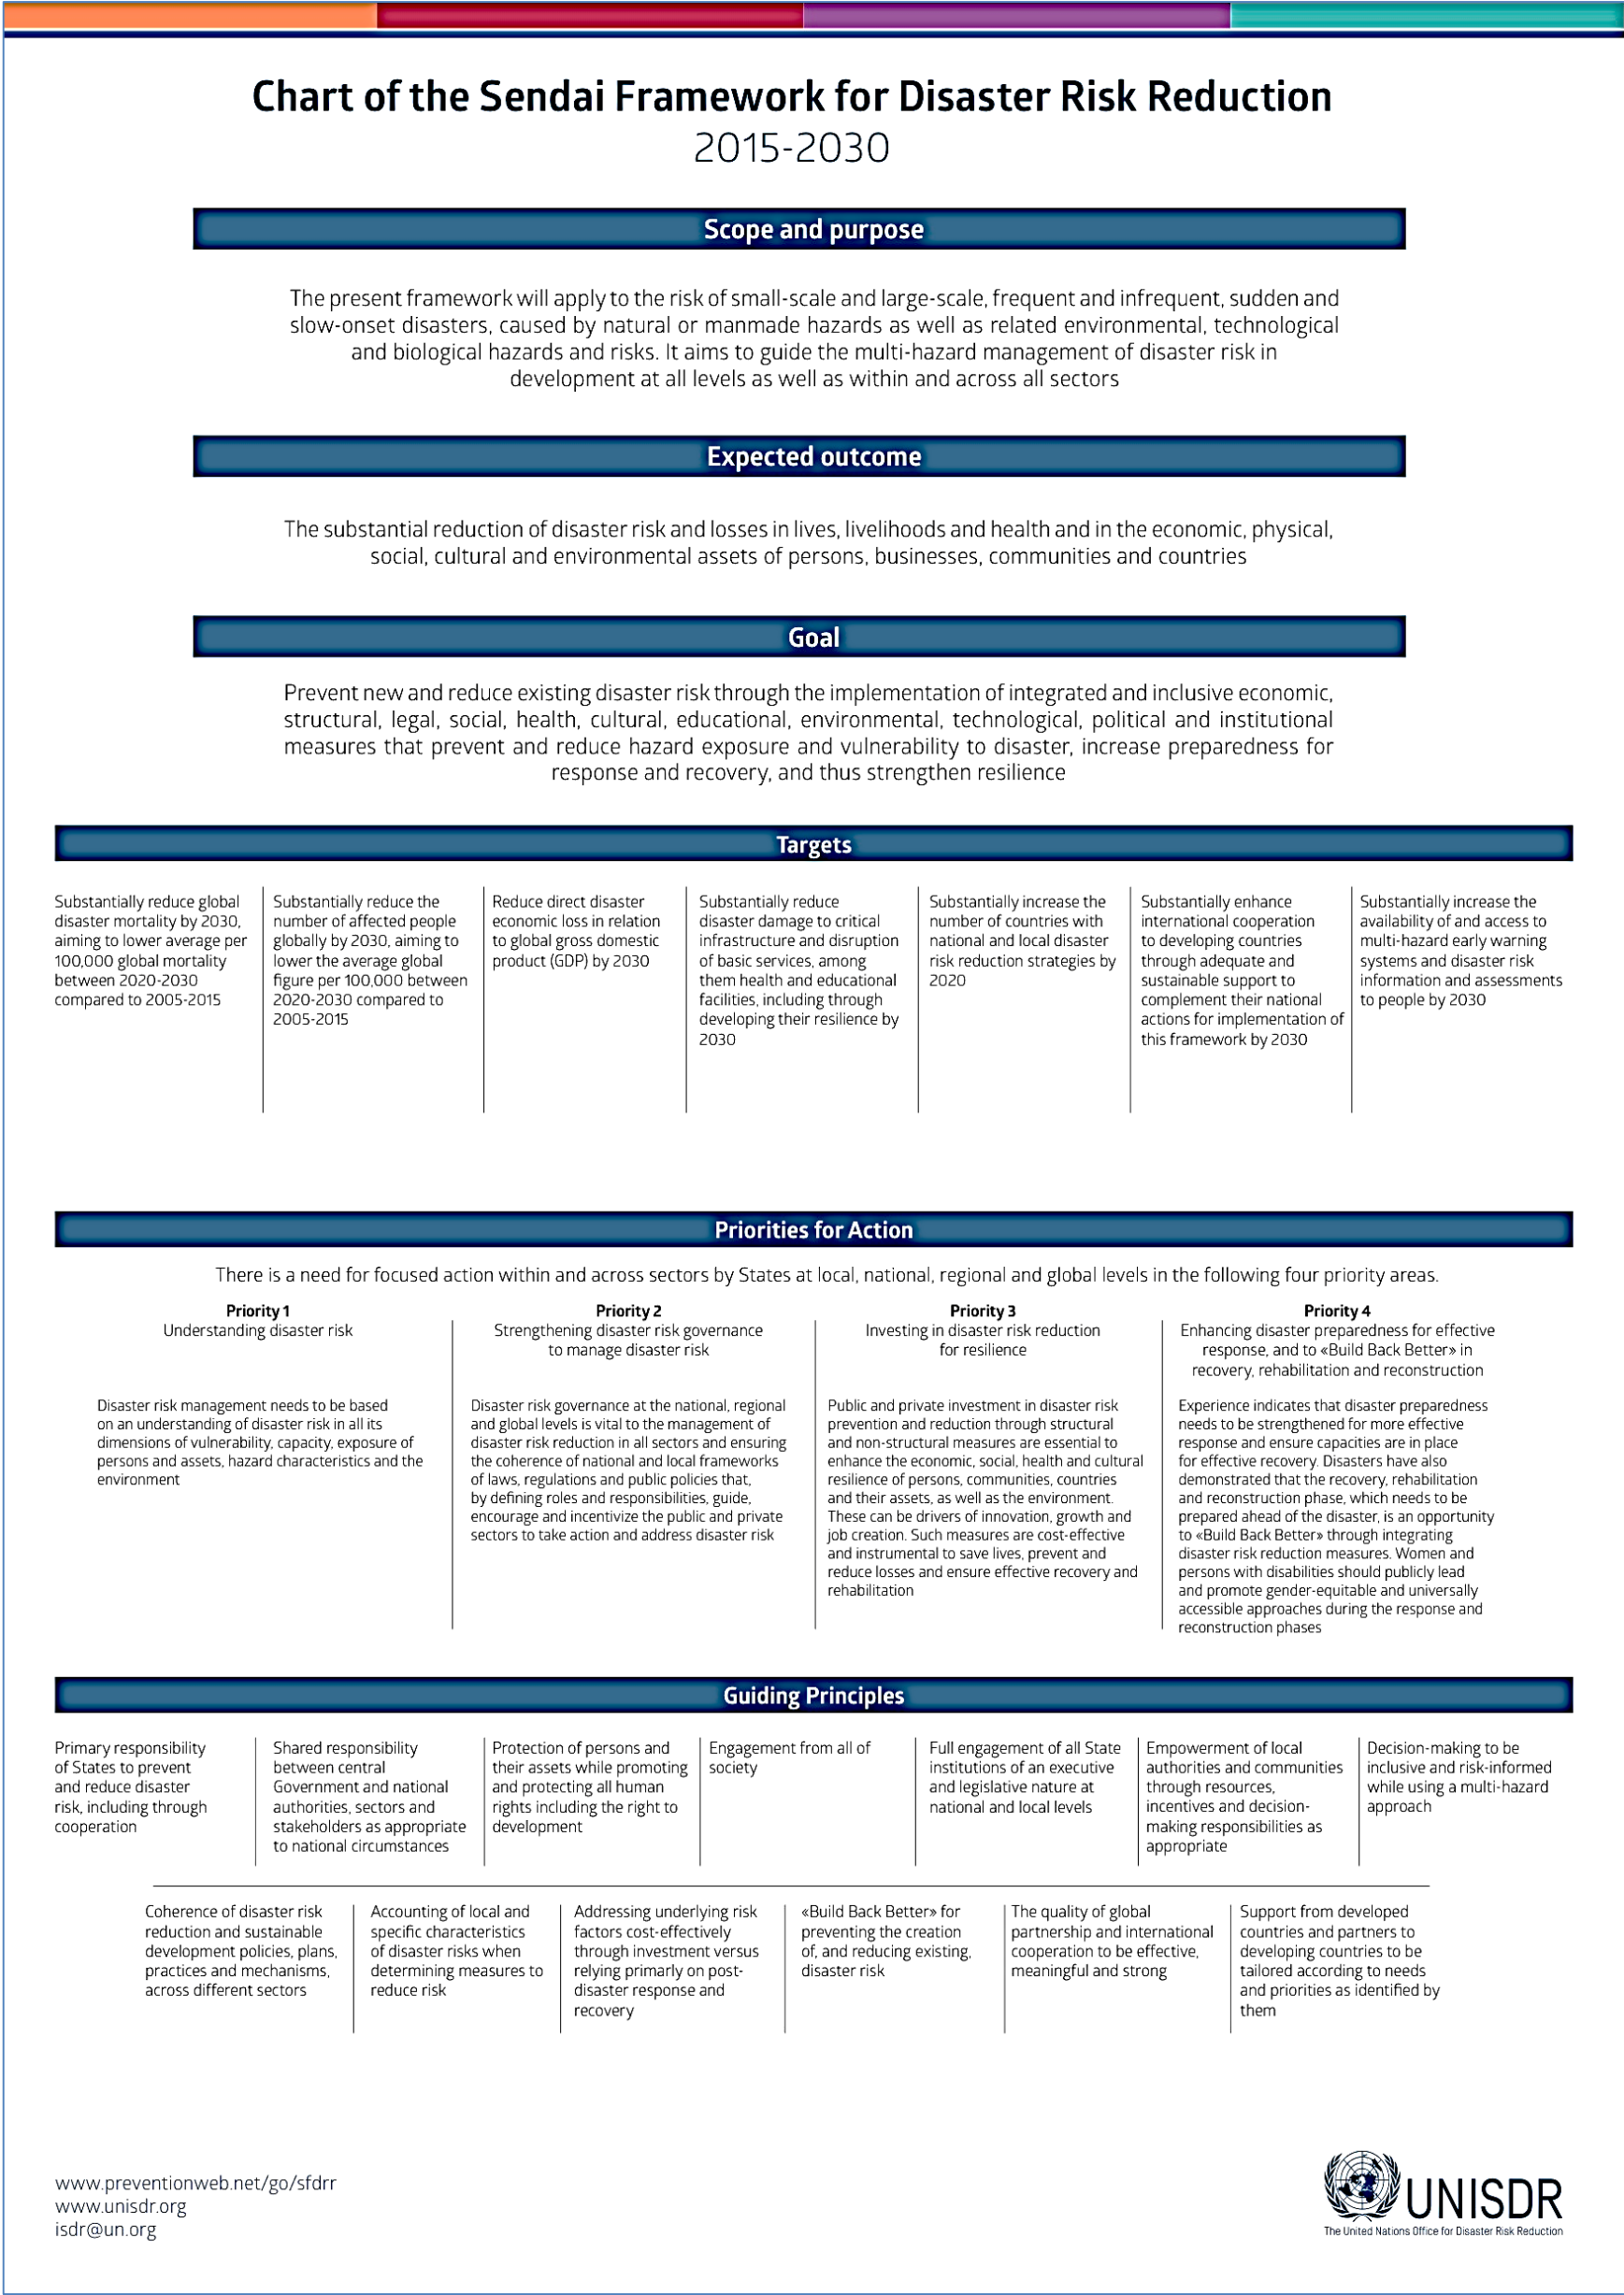 Chart of the Sendai Framework for Disaster Risk Reduction
2015-2030
Scope and purpose
The present framework will apply to the risk of small-scale and large-scale, frequent and infrequent, sudden and
slow-onset disasters, caused by natural or manmade hazards as well as related environmental, technological
and biological hazards and risks. It aims to guide the multi-hazard management of disaster risk in
development at all levels as well as within and across all sectors
Expected outcome
The substantial reduction of disaster risk and losses in lives, livelihoods and health and in the economic, physical,
social, cultural and environmental assets of persons, businesses, communities and countries
Goal
Prevent new and reduce existing disaster risk through the implementation of integrated and inclusive economic,
structural, legal, social, health, cultural, educational, environmental, technological, political and institutional
measures that prevent and reduce hazard exposure and vulnerability to disaster, increase preparedness for
response and recovery, and thus strengthen resilience
Targets
Substantially reduce global
disaster mortality by 2030,
aiming to lower average per
100,000 global mortality
between 2020-2030
compared to 2005-2015
Substantially reduce the
number of affected people
globally by 2030, aiming to
lower the average global
figure per 100,000 between
2020-2030 compared to
2005-2015
Reduce direct disaster
economic loss in relation
to global gross domestic
product (GDP) by 2030
Substantially reduce
disaster damage to critical
infrastructure and disruption
of basic services, among
them health and educational
facilities, including through
developing their resilience by
2030
Substantially increase the
number of countries with
national and local disaster
risk reduction strategies by
2020
Substantially enhance
international cooperation
to developing countries
through adequate and
sustainable support to
complement their national
actions for implementation of
this framework by 2030
Substantially increase the
availability of and access to
multi-hazard early warning
systems and disaster risk
information and assessments
to people by 2030
Priorities for Action
There is a need for focused action within and across sectors by States at local, national, regional and global levels in the following four priority areas.
Priority 1
Understanding disaster risk
Disaster risk management needs to be based
on an understanding of disaster risk in all its
dimensions of vulnerability, capacity, exposure of
persons and assets, hazard characteristics and the
environment
Priority 2
Strengthening disaster risk governance
to manage disaster risk
Disaster risk governance at the national, regional
and global levels is vital to the management of
disaster risk reduction in all sectors and ensuring
the coherence of national and local frameworks
of laws, regulations and public policies that,
by defining roles and responsibilities, guide,
encourage and incentivize the public and private
sectors to take action and address disaster risk
Priority 3
Investing in disaster risk reduction
for resilience
Public and private investment in disaster risk
prevention and reduction through structural
and non-structural measures are essential to
enhance the economic, social, health and cultural
resilience of persons, communities, countries
and their assets, as well as the environment.
These can be drivers of innovation, growth and
job creation. Such measures are cost-effective
and instrumental to save lives, prevent and
reduce losses and ensure effective recovery and
rehabilitation
Priority 4
Enhancing disaster preparedness for effective
response, and to «Build Back Better» in
recovery, rehabilitation and reconstruction
Experience indicates that disaster preparedness
needs to be strengthened for more effective
response and ensure capacities are in place
for effective recovery. Disasters have also
demonstrated that the recovery, rehabilitation
and reconstruction phase, which needs to be
prepared ahead of the disaster, is an opportunity
to «Build Back Better» through integrating
disaster risk reduction measures. Women and
persons with disabilities should publicly lead
and promote gender-equitable and universally
accessible approaches during the response and
reconstruction phases
Guiding Principles
Primary responsibility
of States to prevent
and reduce disaster
risk, including through
cooperation
Shared responsibility
between central
Government and national
authorities, sectors and
stakeholders as appropriate
to national circumstances
Protection of persons and
their assets while promoting
and protecting all human
rights including the right to
development
Engagement from all of
society
Full engagement of all State
institutions of an executive
and legislative nature at
national and local levels
Empowerment of local
authorities and communities
through resources,
incentives and decision-
making responsibilities as
appropriate
Decision-making to be
inclusive and risk-informed
while using a multi-hazard
approach
Coherence of disaster risk
reduction and sustainable
development policies, plans,
practices and mechanisms,
across different sectors
Accounting of local and
specific characteristics
of disaster risks when
determining measures to
reduce risk
Addressing underlying risk
factors cost-effectively
through investment versus
relying primarly on post-
disaster response and
recovery
«Build Back Better» for
preventing the creation
of, and reducing existing,
disaster risk
The quality of global
partnership and international
cooperation to be effective,
meaningful and strong
Support from developed
countries and partners to
developing countries to be
tailored according to needs
and priorities as identified by
them
www.preventionweb.net/go/sfdrr
www.unisdr.org
isdr@un.org
UNISDR
The United Nations Office for Disaster Risk Reduction